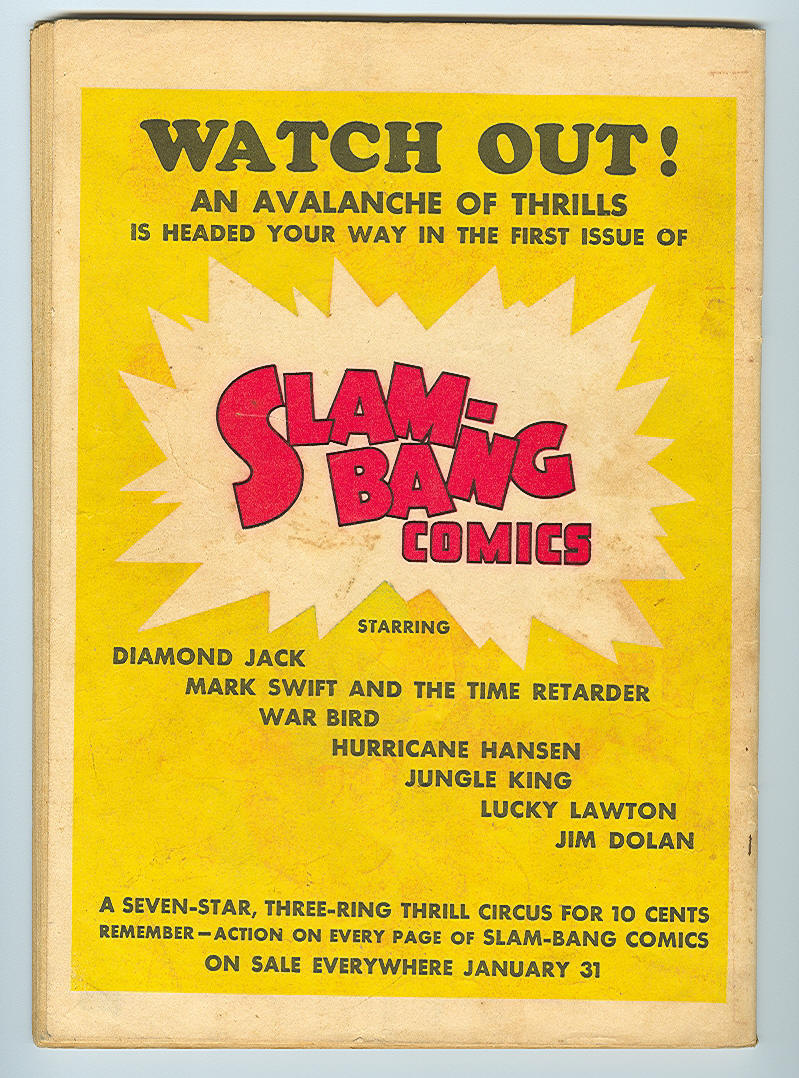 WATCH OUT!
AN AVALANCHE OF THRILLS
IS HEADED YOUR WAY IN THE FIRST ISSUE OF
SLAM-
BANG
COMICS
STARRING
DIAMOND JACK
MARK SWIFT AND THE TIME RETARDER
WAR BIRD
HURRICANE HANSEN
JUNGLE KING
LUCKY LAWTON
JIM DOLAN
A SEVEN-STAR, THREE-RING THRILL CIRCUS FOR 10 CENTS
REMEMBER—ACTION ON EVERY PAGE OF SLAM-BANG COMICS
ON SALE EVERYWHERE JANUARY 31